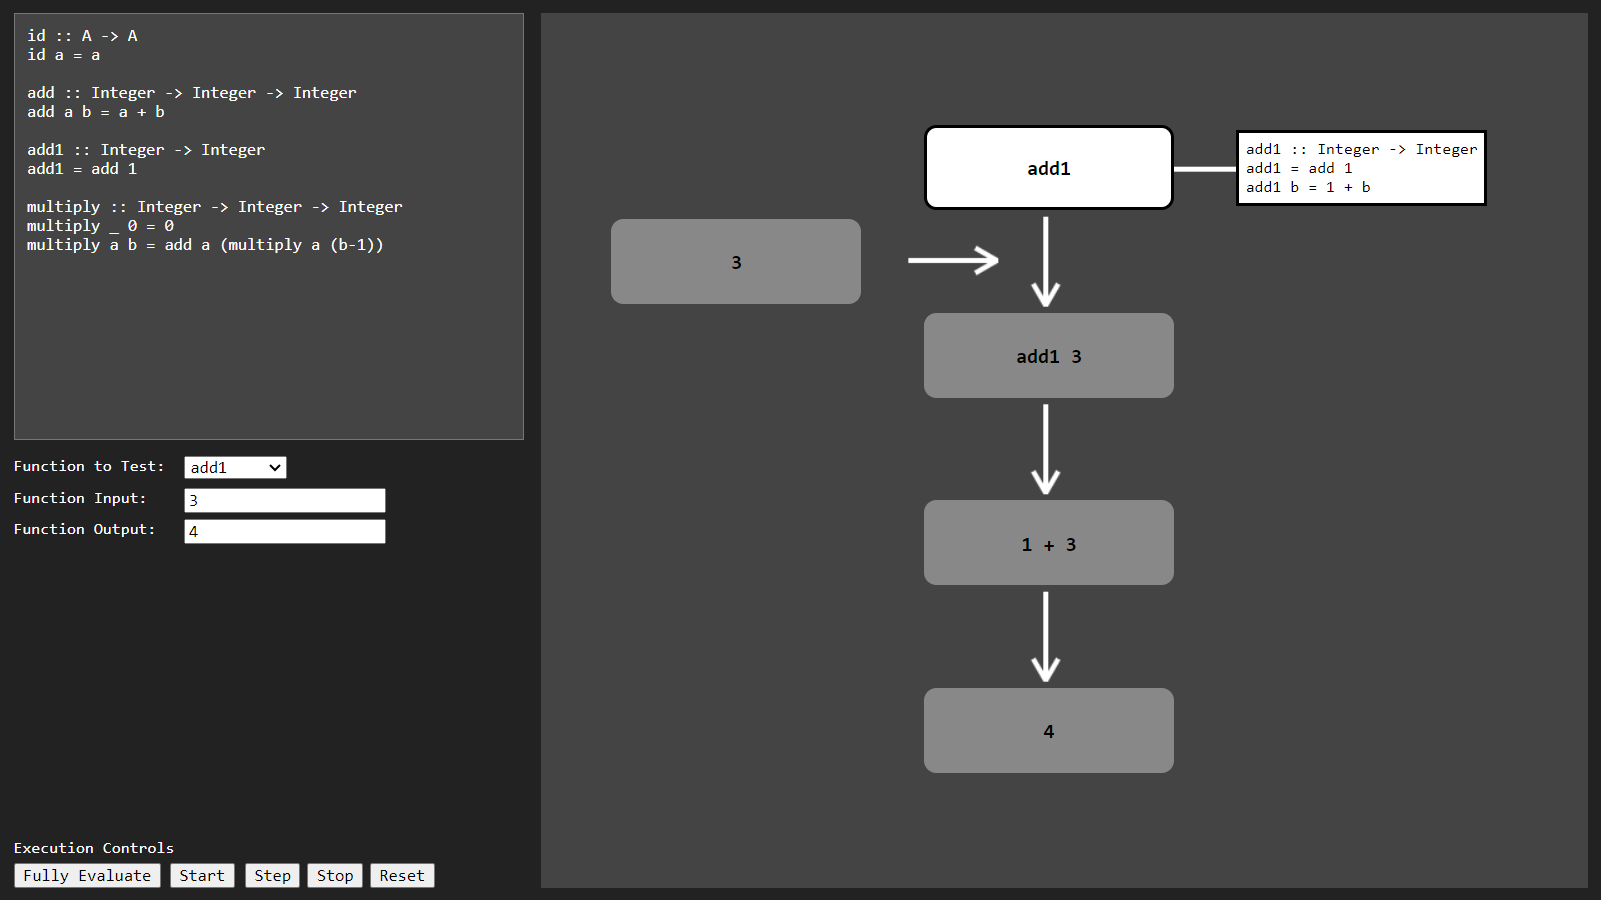 id :: A -> A
id a = a
add :: Integer -> Integer -> Integer
add a b = a + b
add1 :: Integer -> Integer
add1 = add 1
multiply :: Integer -> Integer -> Integer
multiply _ 0 = 0
multiply a b = add a (multiply a (b-1))
Function to Test: add1
Function Input: 3
Function Output: 4
Execution Controls
Fully Evaluate Start Step Stop Reset
add1
add1 :: Integer -> Integer
add1 = add 1
add1 b = 1 + b
3
add1 3
1 + 3
4